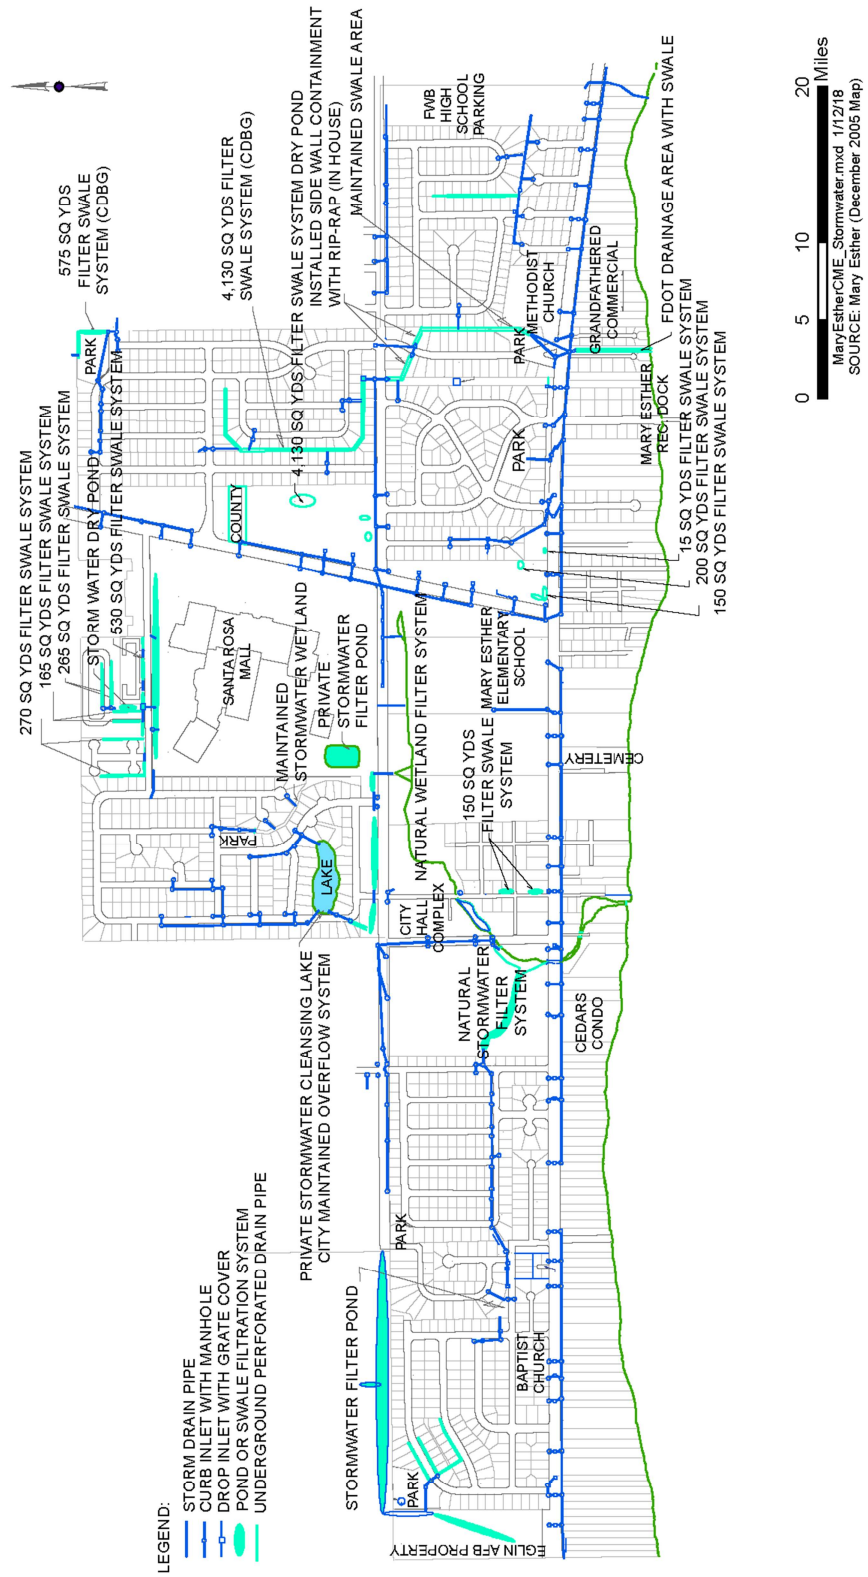 LEGEND:
STORM DRAIN PIPE
CURB INLET WITH MANHOLE
DROP INLET WITH GRATE COVER
POND OR SWALE FILTRATION SYSTEM
UNDERGROUND PERFORATED DRAIN PIPE
270 SQ YDS FILTER SWALE SYSTEM
165 SQ YDS FILTER SWALE SYSTEM
265 SQ YDS FILTER SWALE SYSTEM
STORM WATER DRY POND
530 SQ YDS FILTER SWALE SYSTEM
575 SQ YDS
FILTER SWALE
SYSTEM (CDBG)
PARK
4,130 SQ YDS FILTER
SWALE SYSTEM (CDBG)
4,130 SQ YDS FILTER SWALE SYSTEM DRY POND
INSTALLED SIDE WALL CONTAINMENT
WITH RIP-RAP (IN HOUSE)
MAINTAINED SWALE AREA
COUNTY
SANTA ROSA
MALL
PARK
MAINTAINED
STORMWATER WETLAND
PRIVATE
STORMWATER
FILTER POND
LAKE
PRIVATE STORMWATER CLEANSING LAKE
CITY MAINTAINED OVERFLOW SYSTEM
STORMWATER FILTER POND
PARK
PARK
EGLIN AFB PROPERTY
BAPTIST
CHURCH
CITY
HALL
COMPLEX
NATURAL
STORMWATER
FILTER
SYSTEM
NATURAL WETLAND FILTER SYSTEM
150 SQ YDS
FILTER SWALE
SYSTEM
MARY ESTHER
ELEMENTARY
SCHOOL
PARK
PARK
FWB
HIGH
SCHOOL
PARKING
METHODIST
CHURCH
GRANDFATHERED
COMMERCIAL
CEDARS
CONDO
CEMETERY
MARY ESTHER
REC. DOCK
FDOT DRAINAGE AREA WITH SWALE
15 SQ YDS FILTER SWALE SYSTEM
200 SQ YDS FILTER SWALE SYSTEM
150 SQ YDS FILTER SWALE SYSTEM
0 5 10 20
Miles
MaryEstherCME_Stormwater.mxd 1/12/18
SOURCE: Mary Esther (December 2005 Map)